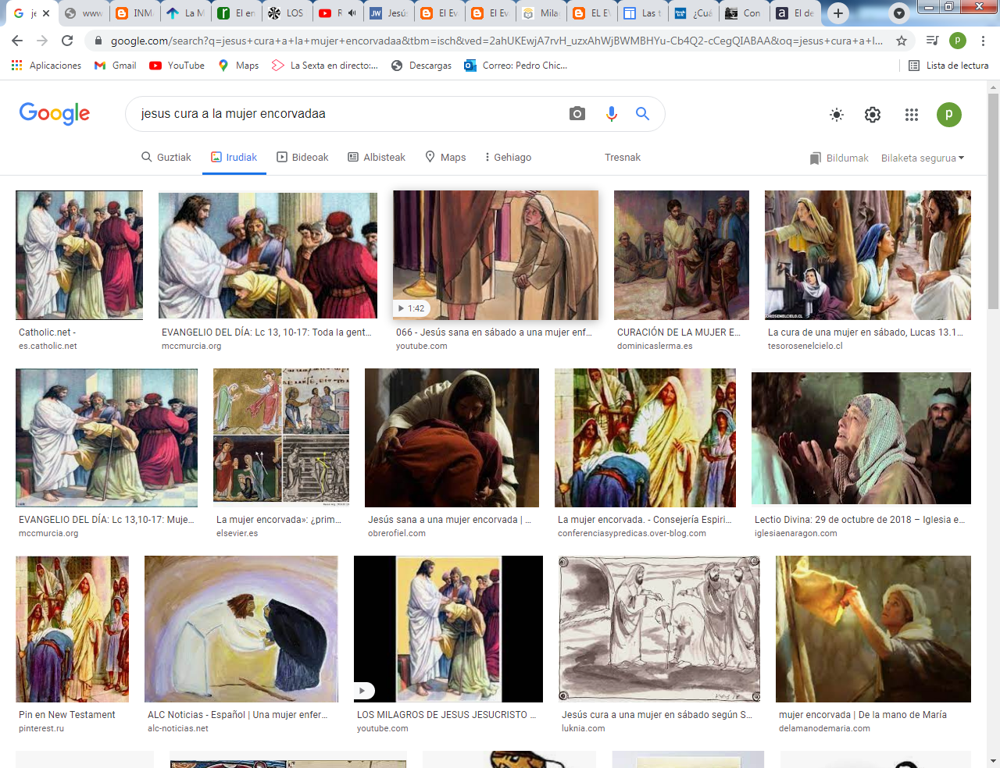 je
www
INM
La M
El en
LOS
R
Jesú
El Ev
El Ev
Mila
EL EV
Las t
¿Cuá
Con
El de
google.com/search?q=jesus+cura+a+la+mujer+encorvadaa&tbm=isch&ved=2ahUKEwjA7rvH_uzxAhWjBWMBHYu-Cb4Q2-cCegQIABAA&oq=jesus+cura+a+l...
p
Aplicaciones
Gmail
YouTube
Maps
La Sexta en directo:...
Descargas
Correo: Pedro Chic...
Lista de lectura
Google
jesus cura a la mujer encorvadaa
p
Guztiak
Irudiak
Bideoak
Albisteak
Maps
Gehiago
Tresnak
Bildumak
Bilaketa segurua
1:42
TESOROSENELCIELO.CL
Catholic.net -
es.catholic.net
EVANGELIO DEL DÍA: Lc 13, 10-17: Toda la gent...
mccmurcia.org
066 - Jesús sana en sábado a una mujer enf...
youtube.com
CURACIÓN DE LA MUJER E...
dominicaslerma.es
La cura de una mujer en sábado, Lucas 13.1...
tesorosenelcielo.cl
EVANGELIO DEL DÍA: Lc 13,10-17: Muje...
mccmurcia.org
La mujer encorvada»: ¿prim...
elsevier.es
Jesús sana a una mujer encorvada | ...
obrerofiel.com
La mujer encorvada. - Consejería Espiri...
conferenciasypredicas.over-blog.com
Lectio Divina: 29 de octubre de 2018 – Iglesia e...
iglesiaenaragon.com
Pin en New Testament
pinterest.ru
ALC Noticias - Español | Una mujer enfer...
alc-noticias.net
LOS MILAGROS DE JESUS JESUCRISTO ...
youtube.com
Jesús cura a una mujer en sábado según S...
luknia.com
mujer encorvada | De la mano de María
delamanodemaria.com